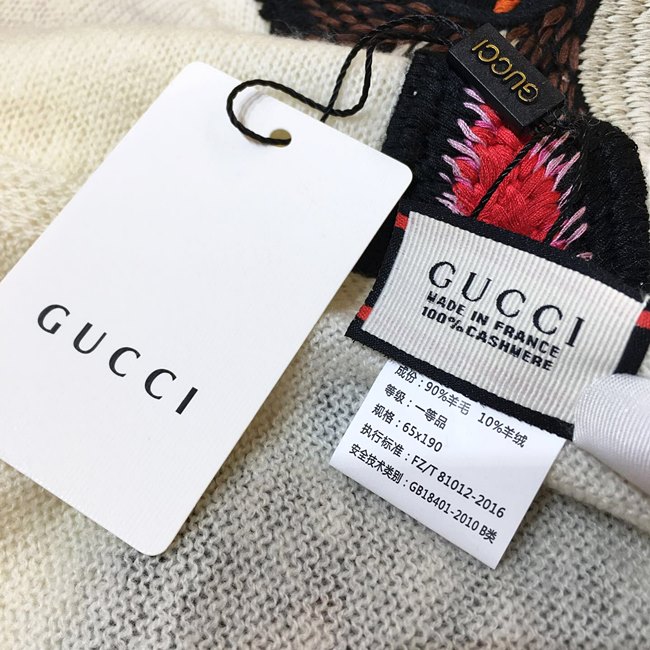 GUCCI
GUCCI
GUCCI
MADE IN FRANCE
100%CASHMERE
成份：90%羊毛 10%羊绒
等级：一等品
规格：65x190
执行标准：FZ/T 81012-2016
安全技术类别：GB18401-2010 B类